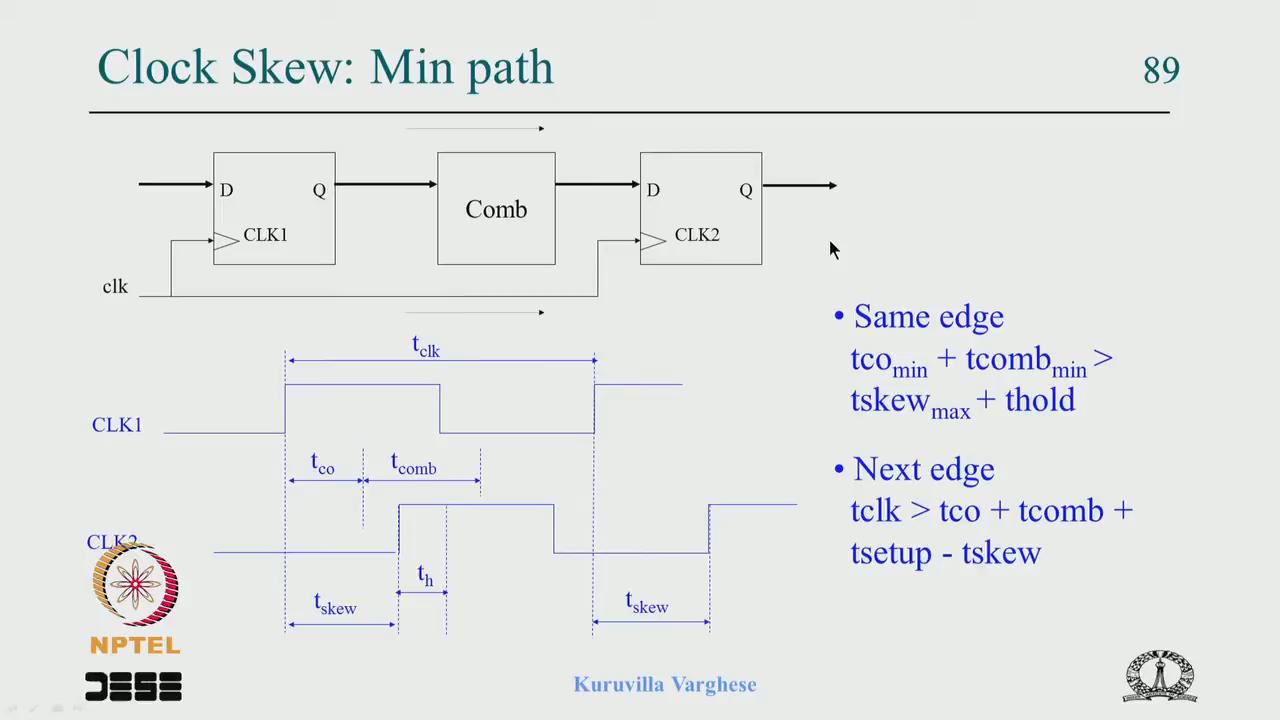 Clock Skew: Min path
89
D Q
CLK1
Comb
D Q
CLK2
clk
• Same edge
tco_min + tcomb_min >
tskew_max + thold
• Next edge
tclk > tco + tcomb +
tsetup - tskew
t_clk
CLK1
t_co
t_comb
CLK2
t_h
t_skew
t_skew
NPTEL
DESE
Kuruvilla Varghese